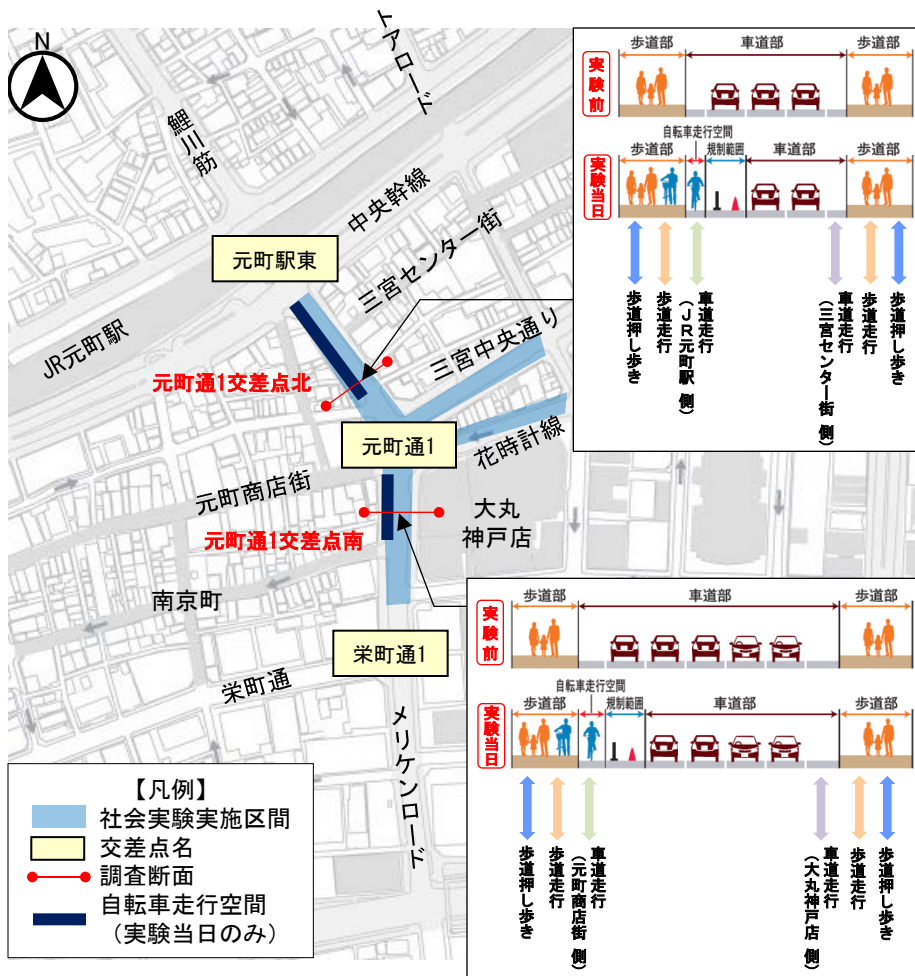 N
トアロード
鯉川筋
中央幹線
元町駅東
三宮センター街
JR元町駅
三宮中央通り
元町通1交差点北
元町通1
花時計線
元町商店街
大丸
神戸店
元町通1交差点南
南京町
栄町通1
栄町通
メリケンロード
【凡例】
社会実験実施区間
交差点名
調査断面
自転車走行空間
（実験当日のみ）
歩道部 車道部 歩道部
実験前
自転車走行空間
歩道部 規制範囲 車道部 歩道部
実験当日
歩道押し歩き
歩道走行
車道走行
（JR元町駅 側）
車道走行
（三宮センター街 側）
歩道走行
歩道押し歩き
歩道部 車道部 歩道部
実験前
自転車走行空間
歩道部 規制範囲 車道部 歩道部
実験当日
歩道押し歩き
歩道走行
車道走行
（元町商店街 側）
車道走行
（大丸神戸店 側）
歩道走行
歩道押し歩き